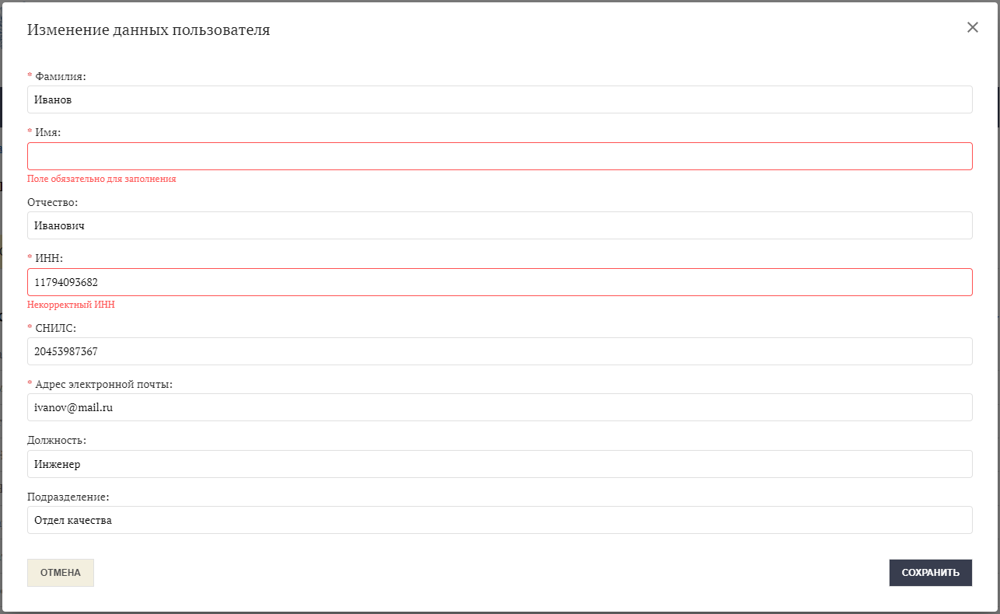 Изменение данных пользователя
* Фамилия:
Иванов
* Имя:
Поле обязательно для заполнения
Отчество:
Иванович
* ИНН:
11794093682
Некорректный ИНН
* СНИЛС:
20453987367
* Адрес электронной почты:
ivanov@mail.ru
Должность:
Инженер
Подразделение:
Отдел качества
ОТМЕНА
СОХРАНИТЬ